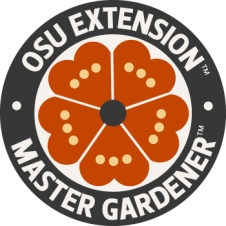 OSU EXTENSION™
MASTER GARDENER™